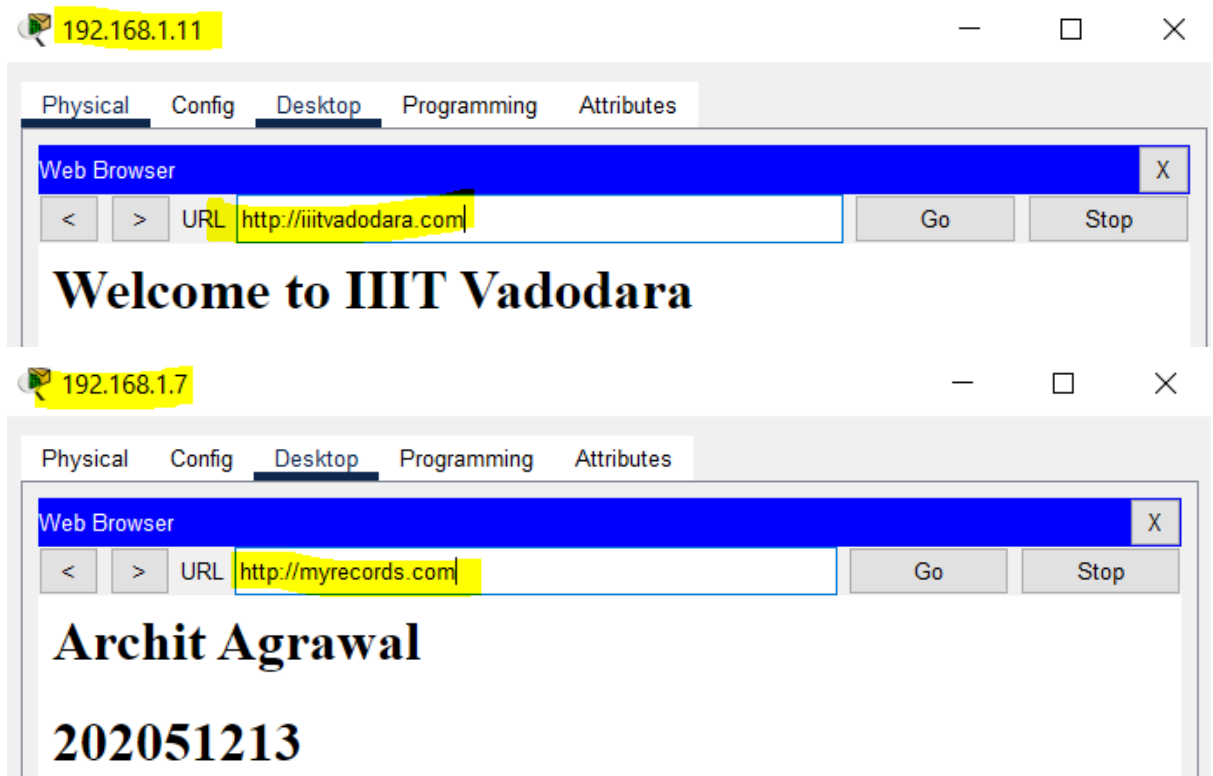 192.168.1.11
Physical Config Desktop Programming Attributes
Web Browser X
< > URL http://iiitvadodara.com Go Stop
Welcome to IIIT Vadodara
192.168.1.7
Physical Config Desktop Programming Attributes
Web Browser X
< > URL http://myrecords.com Go Stop
Archit Agrawal
202051213